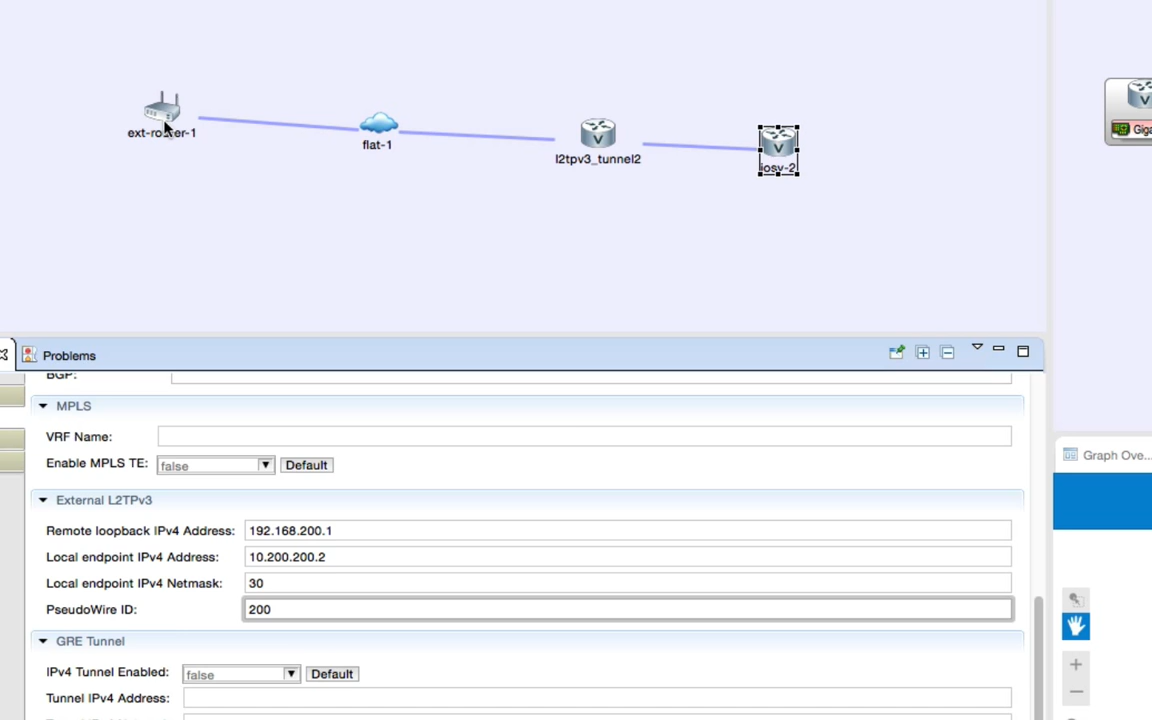 ext-router-1
flat-1
l2tpv3_tunnel2
iosv-2
Giga
Problems
BGP:
MPLS
VRF Name:
Enable MPLS TE: false Default
External L2TPv3
Remote loopback IPv4 Address: 192.168.200.1
Local endpoint IPv4 Address: 10.200.200.2
Local endpoint IPv4 Netmask: 30
PseudoWire ID: 200
GRE Tunnel
IPv4 Tunnel Enabled: false Default
Tunnel IPv4 Address:
Graph Ove...